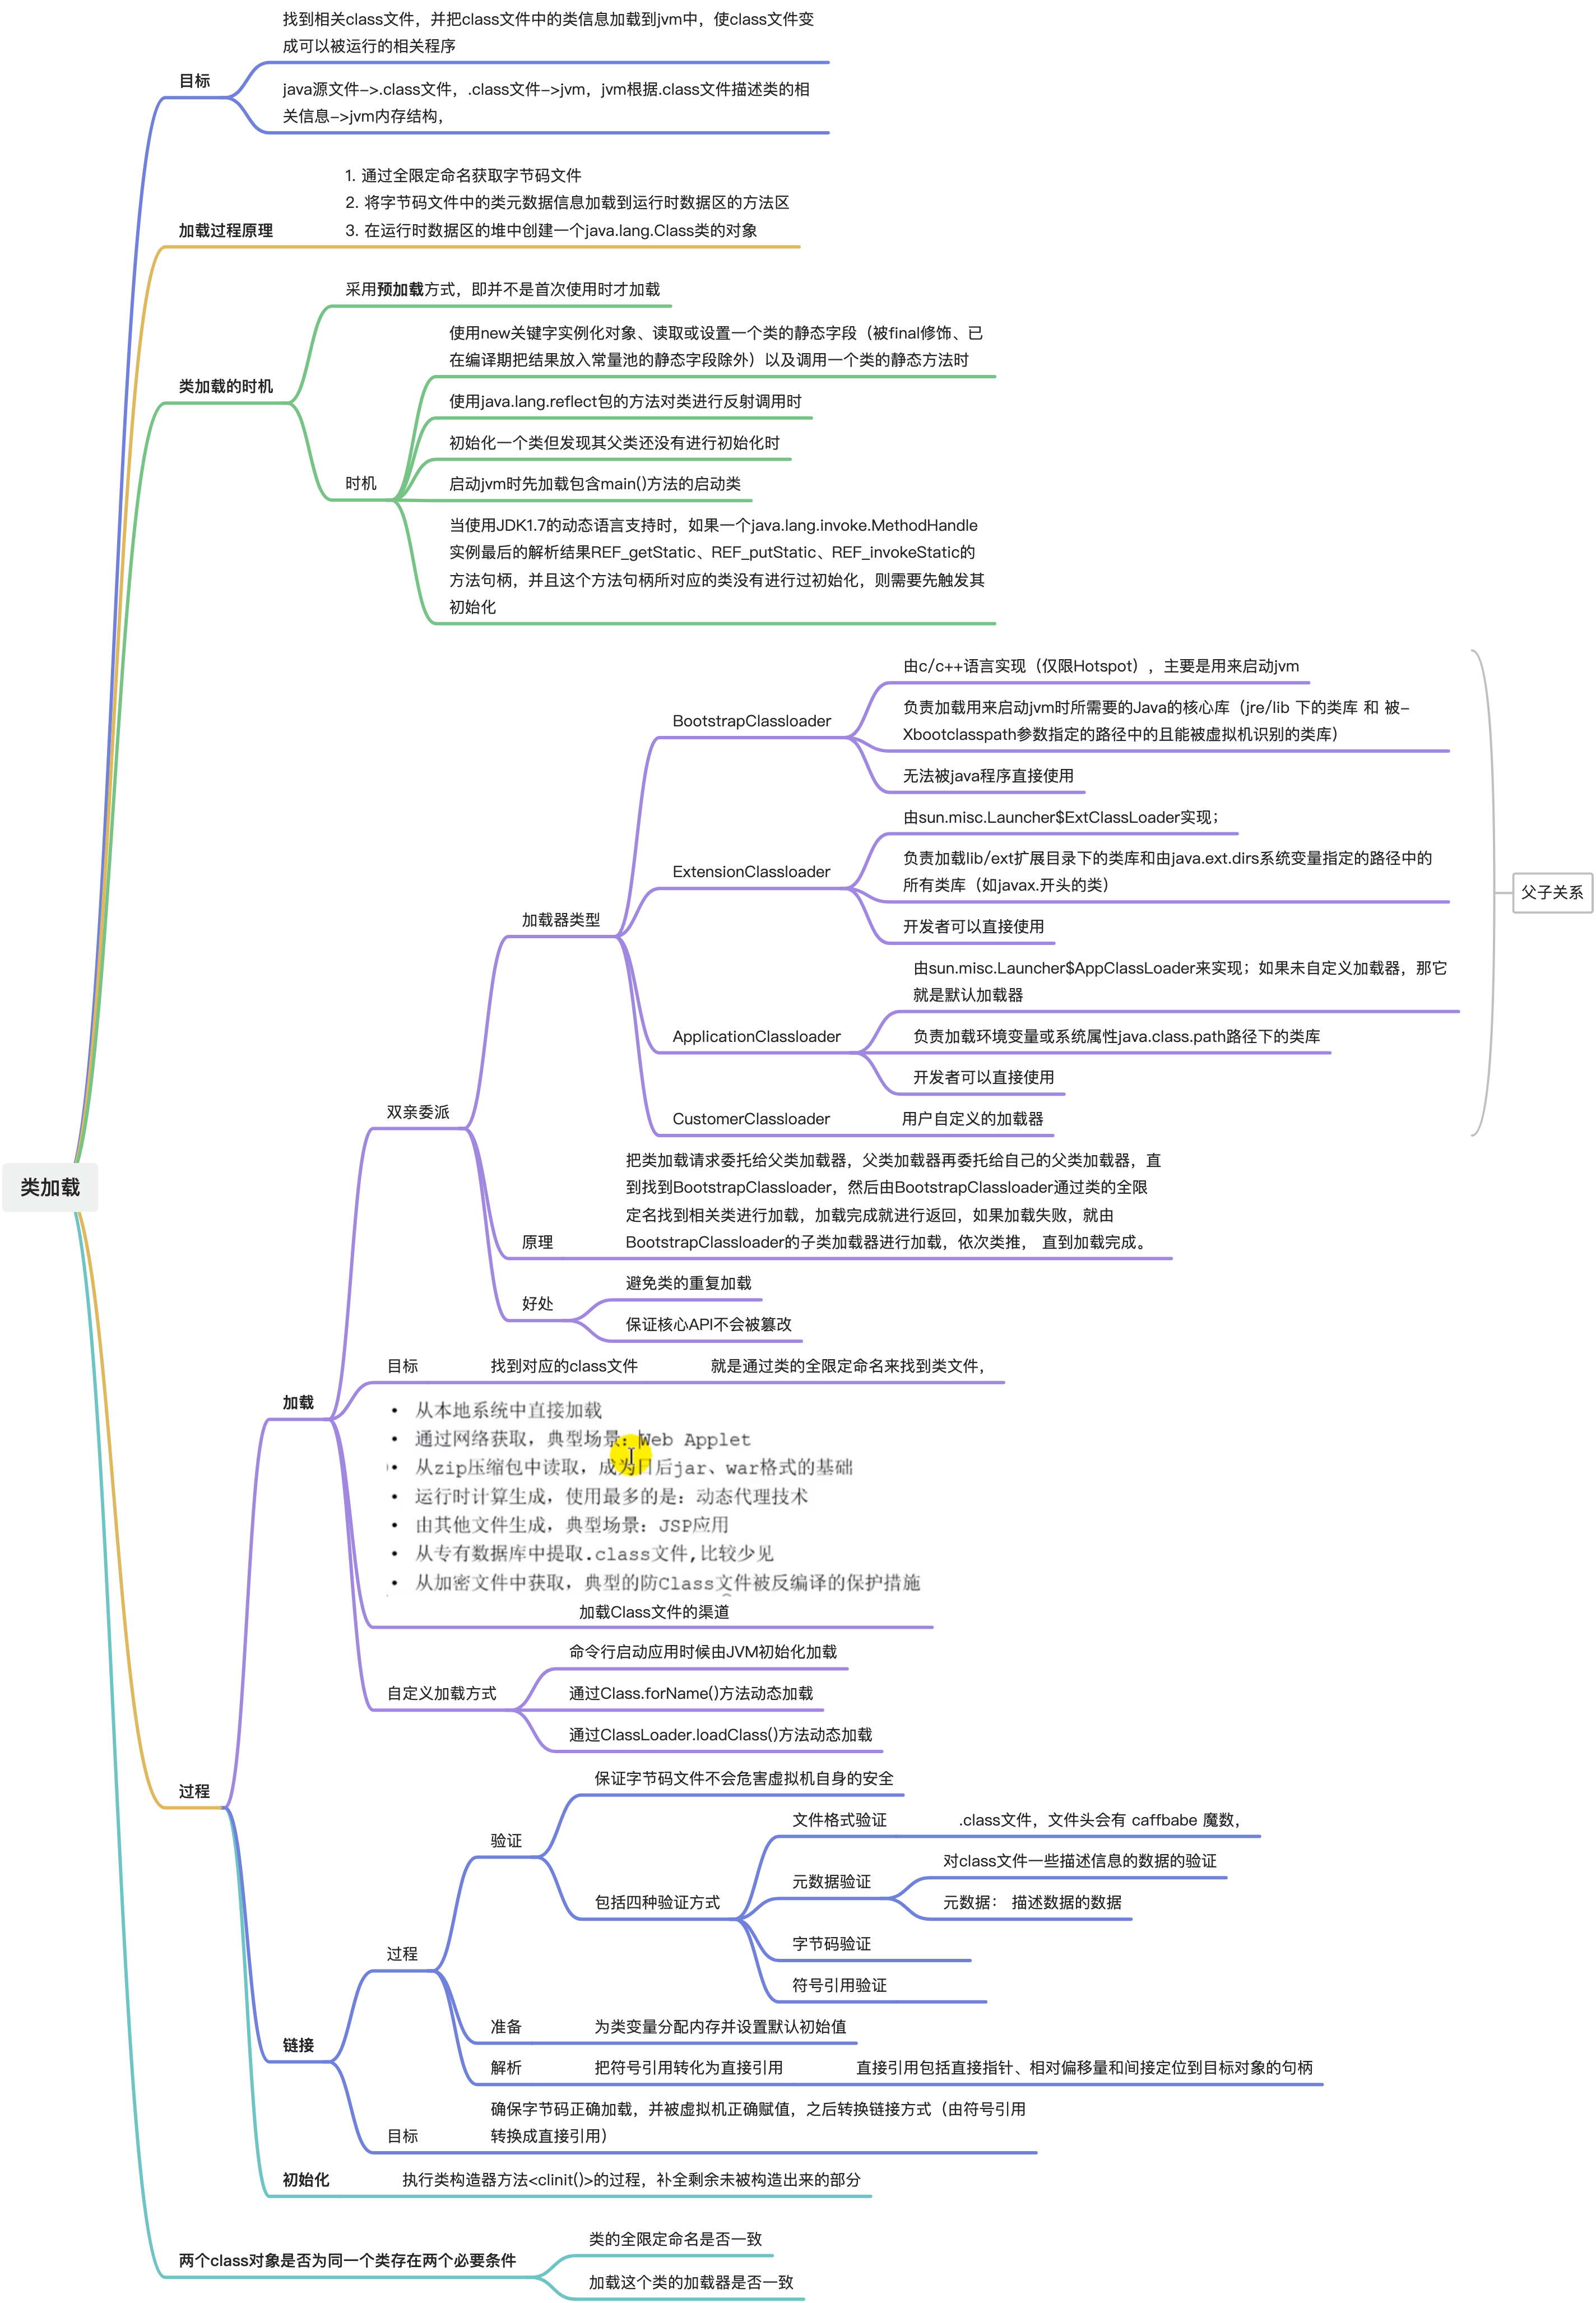 找到相关class文件，并把class文件中的类信息加载到jvm中，使class文件变
成可以被运行的相关程序
目标
java源文件->.class文件，.class文件->jvm，jvm根据.class文件描述类的相
关信息->jvm内存结构，
1. 通过全限定命名获取字节码文件
2. 将字节码文件中的类元数据信息加载到运行时数据区的方法区
加载过程原理
3. 在运行时数据区的堆中创建一个java.lang.Class类的对象
采用预加载方式，即并不是首次使用时才加载
使用new关键字实例化对象、读取或设置一个类的静态字段（被final修饰、已
在编译期把结果放入常量池的静态字段除外）以及调用一个类的静态方法时
类加载的时机
使用java.lang.reflect包的方法对类进行反射调用时
初始化一个类但发现其父类还没有进行初始化时
时机
启动jvm时先加载包含main()方法的启动类
当使用JDK1.7的动态语言支持时，如果一个java.lang.invoke.MethodHandle
实例最后的解析结果REF_getStatic、REF_putStatic、REF_invokeStatic的
方法句柄，并且这个方法句柄所对应的类没有进行过初始化，则需要先触发其
初始化
由c/c++语言实现（仅限Hotspot），主要是用来启动jvm
BootstrapClassloader
负责加载用来启动jvm时所需要的Java的核心库（jre/lib 下的类库 和 被-
Xbootclasspath参数指定的路径中的且能被虚拟机识别的类库）
无法被java程序直接使用
由sun.misc.Launcher$ExtClassLoader实现；
ExtensionClassloader
负责加载lib/ext扩展目录下的类库和由java.ext.dirs系统变量指定的路径中的
所有类库（如javax.开头的类）
父子关系
加载器类型
开发者可以直接使用
由sun.misc.Launcher$AppClassLoader来实现；如果未自定义加载器，那它
就是默认加载器
ApplicationClassloader
负责加载环境变量或系统属性java.class.path路径下的类库
开发者可以直接使用
双亲委派
CustomerClassloader 用户自定义的加载器
把类加载请求委托给父类加载器，父类加载器再委托给自己的父类加载器，直
到找到BootstrapClassloader，然后由BootstrapClassloader通过类的全限
类加载
定名找到相关类进行加载，加载完成就进行返回，如果加载失败，就由
原理
BootstrapClassloader的子类加载器进行加载，依次类推， 直到加载完成。
避免类的重复加载
好处
保证核心API不会被篡改
目标 找到对应的class文件 就是通过类的全限定命名来找到类文件，
加载
• 从本地系统中直接加载
• 通过网络获取，典型场景：Web Applet
• 从zip压缩包中读取，成为日后jar、war格式的基础
• 运行时计算生成，使用最多的是：动态代理技术
• 由其他文件生成，典型场景：JSP应用
• 从专有数据库中提取.class文件,比较少见
• 从加密文件中获取，典型的防Class文件被反编译的保护措施
加载Class文件的渠道
命令行启动应用时候由JVM初始化加载
自定义加载方式
通过Class.forName()方法动态加载
通过ClassLoader.loadClass()方法动态加载
过程
保证字节码文件不会危害虚拟机自身的安全
验证
文件格式验证 .class文件，文件头会有 caffbabe 魔数，
对class文件一些描述信息的数据的验证
元数据验证
包括四种验证方式
元数据： 描述数据的数据
字节码验证
过程
符号引用验证
准备 为类变量分配内存并设置默认初始值
链接
解析 把符号引用转化为直接引用 直接引用包括直接指针、相对偏移量和间接定位到目标对象的句柄
确保字节码正确加载，并被虚拟机正确赋值，之后转换链接方式（由符号引用
目标
转换成直接引用）
初始化 执行类构造器方法<clinit()>的过程，补全剩余未被构造出来的部分
类的全限定命名是否一致
两个class对象是否为同一个类存在两个必要条件
加载这个类的加载器是否一致